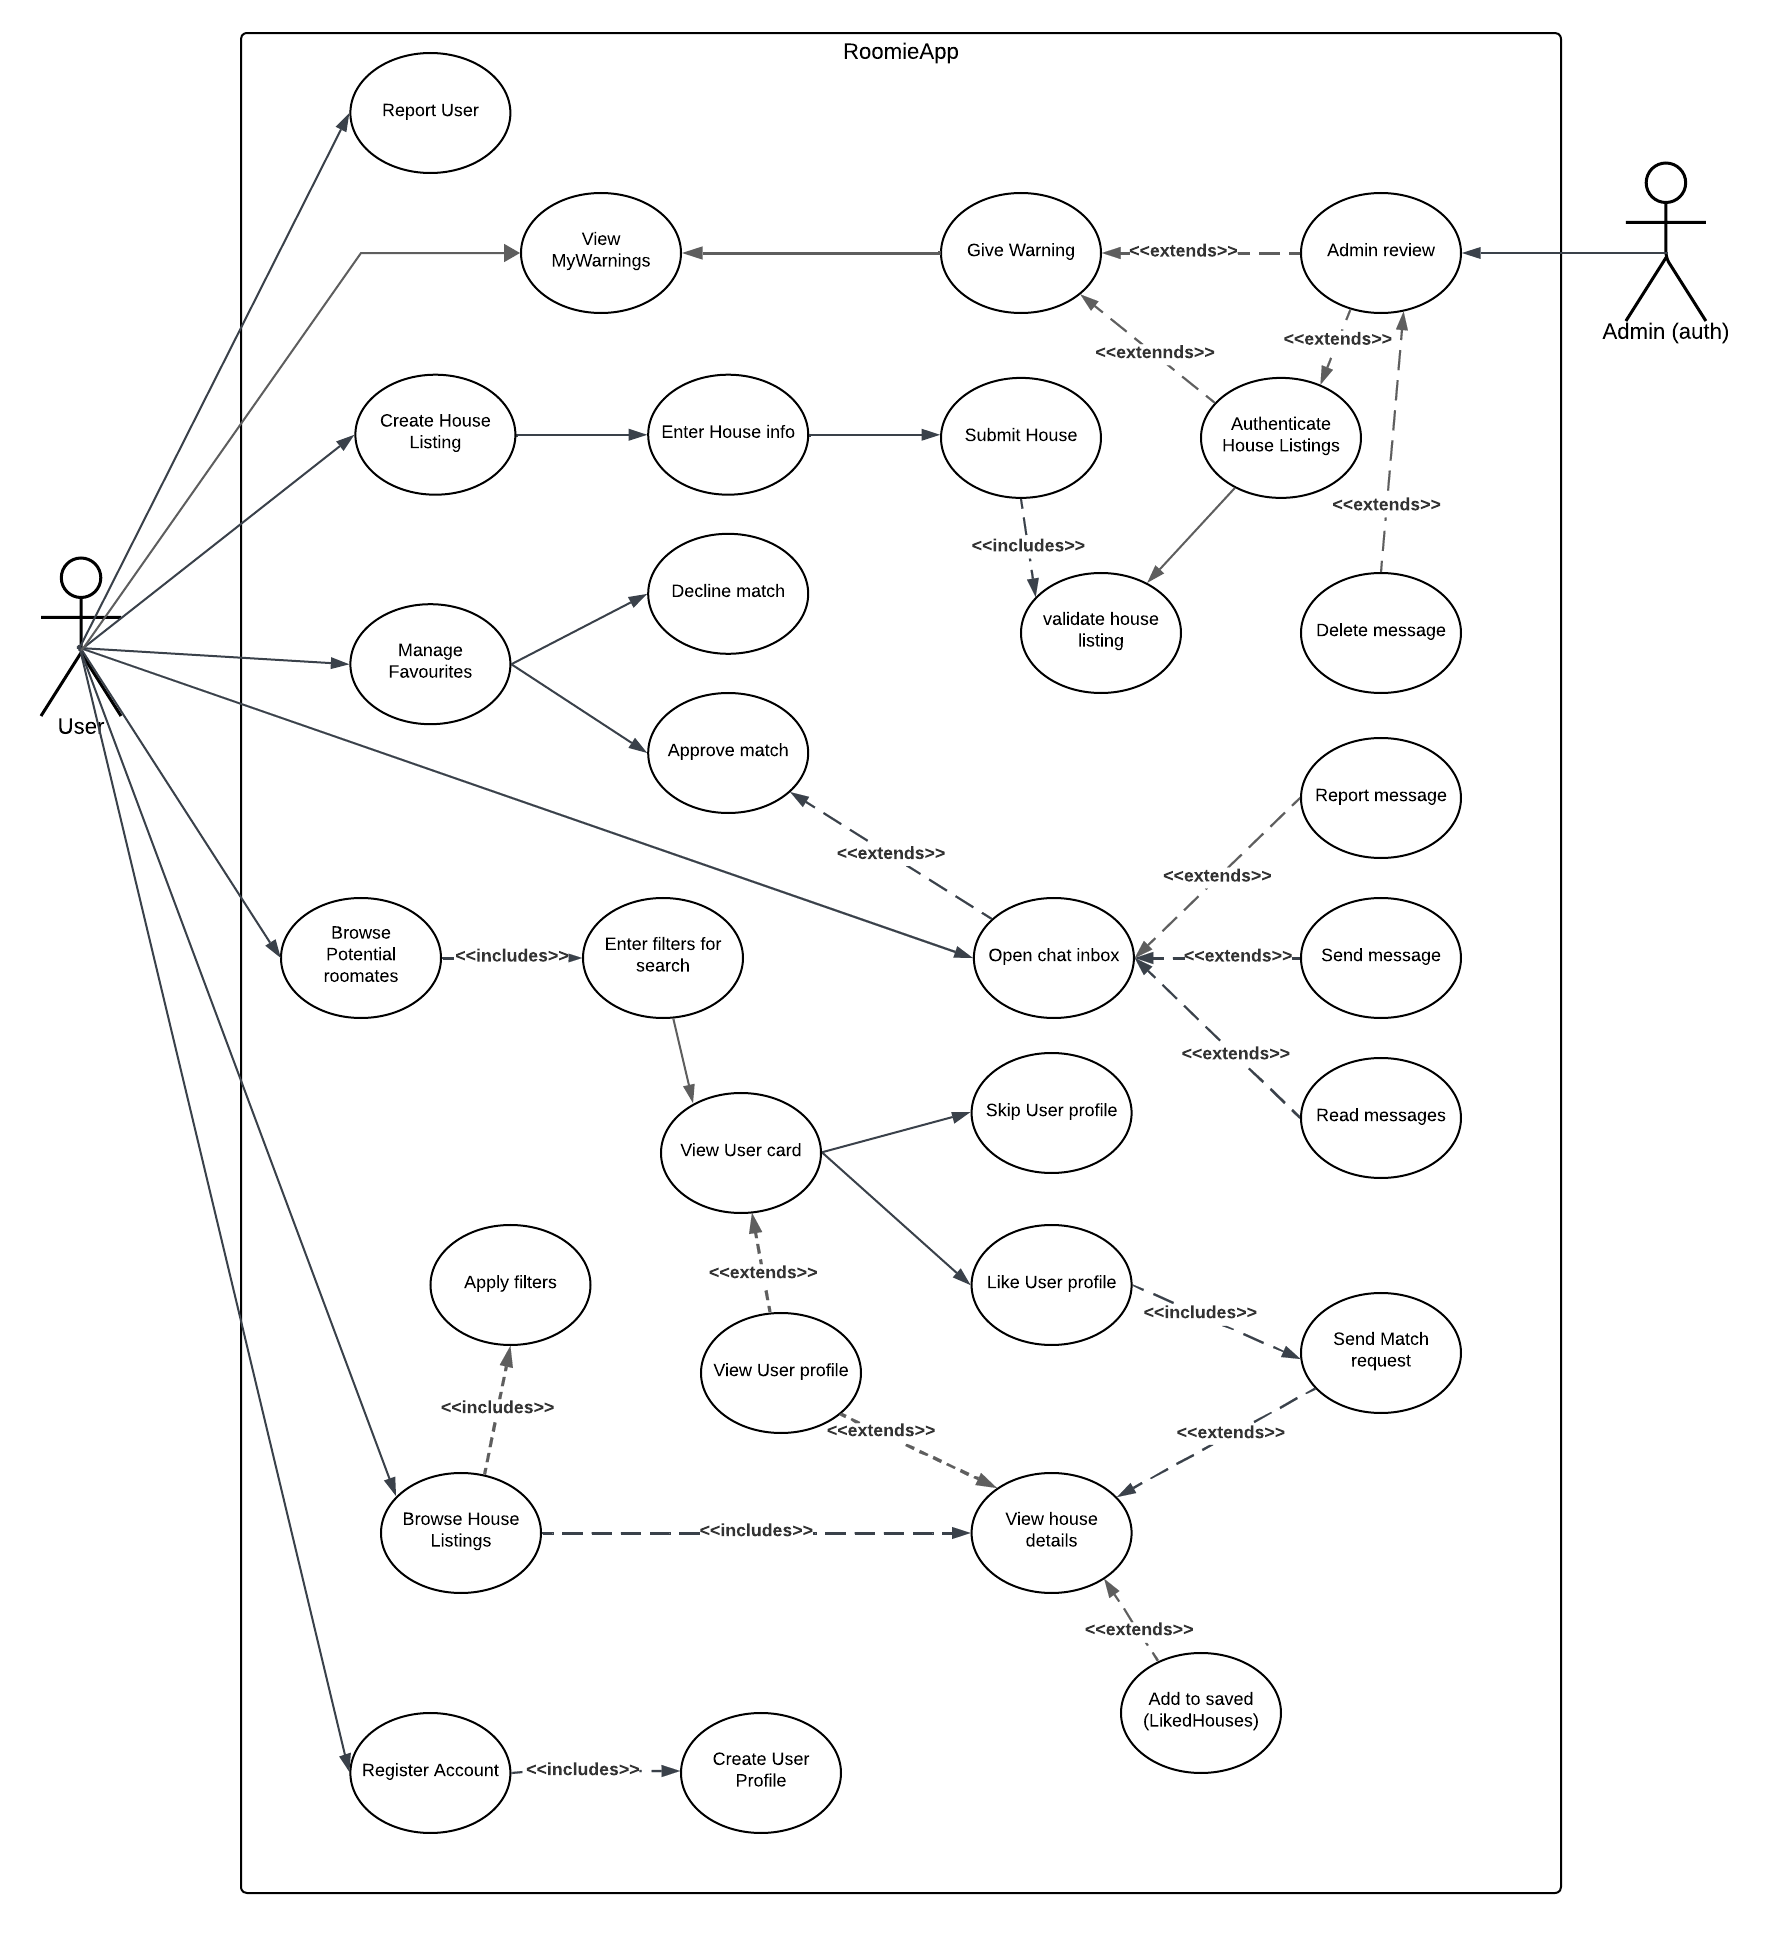 RoomieApp
Report User
View
MyWarnings
Give Warning
<<extends>>
Admin review
Admin (auth)
<<extennds>>
<<extends>>
Create House
Listing
Enter House info
Submit House
Authenticate
House Listings
<<extends>>
<<includes>>
Decline match
validate house
listing
Delete message
Manage
Favourites
User
Approve match
Report message
<<extends>>
<<extends>>
Browse
Potential
roomates
<<includes>>
Enter filters for
search
Open chat inbox
<<extends>>
Send message
<<extends>>
Skip User profile
Read messages
View User card
<<extends>>
Apply filters
Like User profile
<<includes>>
Send Match
request
View User profile
<<includes>>
<<extends>>
<<extends>>
Browse House
Listings
<<includes>>
View house
details
<<extends>>
Add to saved
(LikedHouses)
Register Account
<<includes>>
Create User
Profile